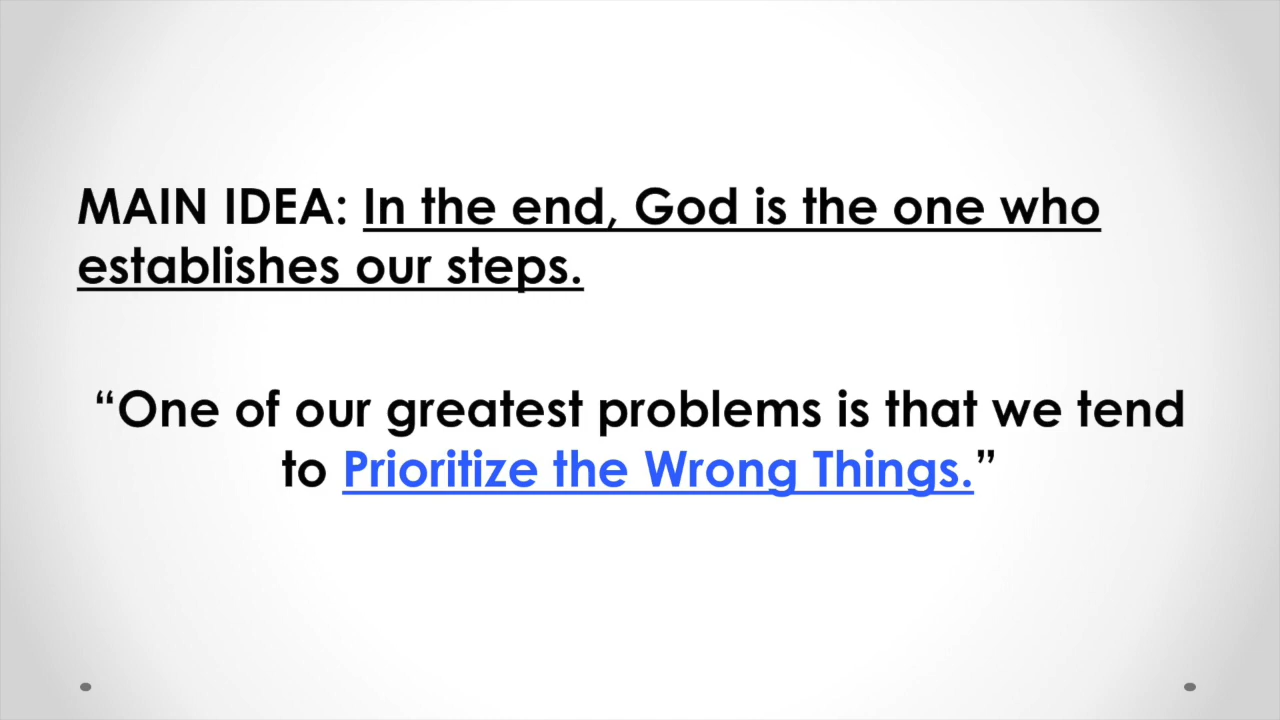 MAIN IDEA: In the end, God is the one who
establishes our steps.
“One of our greatest problems is that we tend
to Prioritize the Wrong Things.”